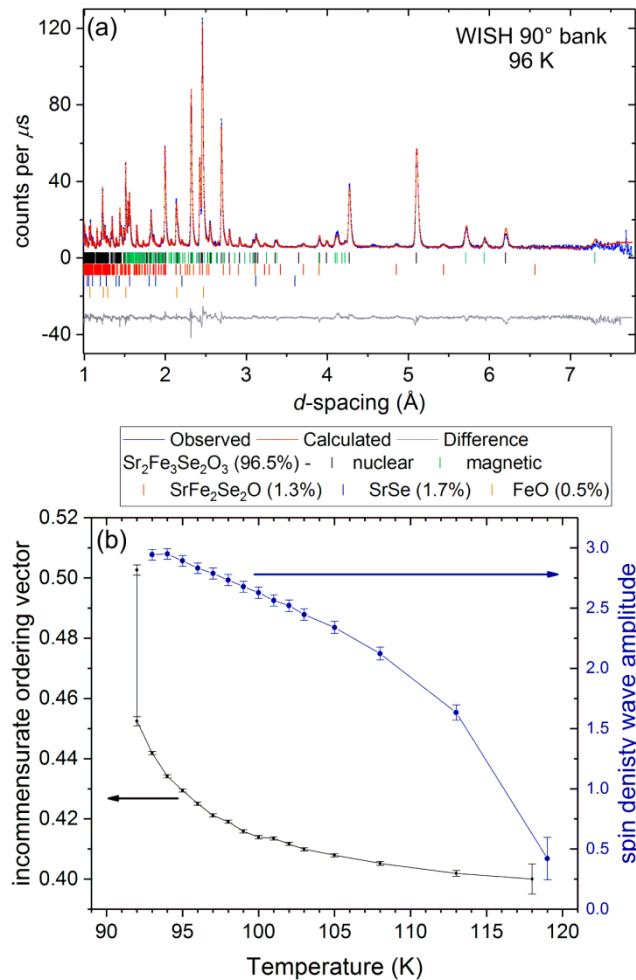 (a)
WISH 90° bank
96 K
counts per µs
120
80
40
0
-40
1 2 3 4 5 6 7
d-spacing (Å)
Observed Calculated Difference
Sr2Fe3Se2O3 (96.5%) - nuclear magnetic
SrFe2Se2O (1.3%) SrSe (1.7%) FeO (0.5%)
(b)
incommensurate ordering vector
0.52
0.50
0.48
0.46
0.44
0.42
0.40
3.0
2.5
2.0
1.5
1.0
0.5
0.0
spin denisty wave amplitude
90 95 100 105 110 115 120
Temperature (K)